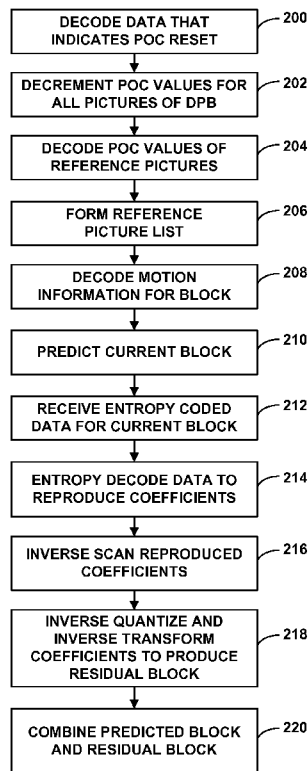 DECODE DATA THAT
INDICATES POC RESET
200
DECREMENT POC VALUES FOR
ALL PICTURES OF DPB
202
DECODE POC VALUES OF
REFERENCE PICTURES
204
FORM REFERENCE
PICTURE LIST
206
DECODE MOTION
INFORMATION FOR BLOCK
208
PREDICT CURRENT BLOCK
210
RECEIVE ENTROPY CODED
DATA FOR CURRENT BLOCK
212
ENTROPY DECODE DATA TO
REPRODUCE COEFFICIENTS
214
INVERSE SCAN REPRODUCED
COEFFICIENTS
216
INVERSE QUANTIZE AND
INVERSE TRANSFORM
COEFFICIENTS TO PRODUCE
RESIDUAL BLOCK
218
COMBINE PREDICTED BLOCK
AND RESIDUAL BLOCK
220